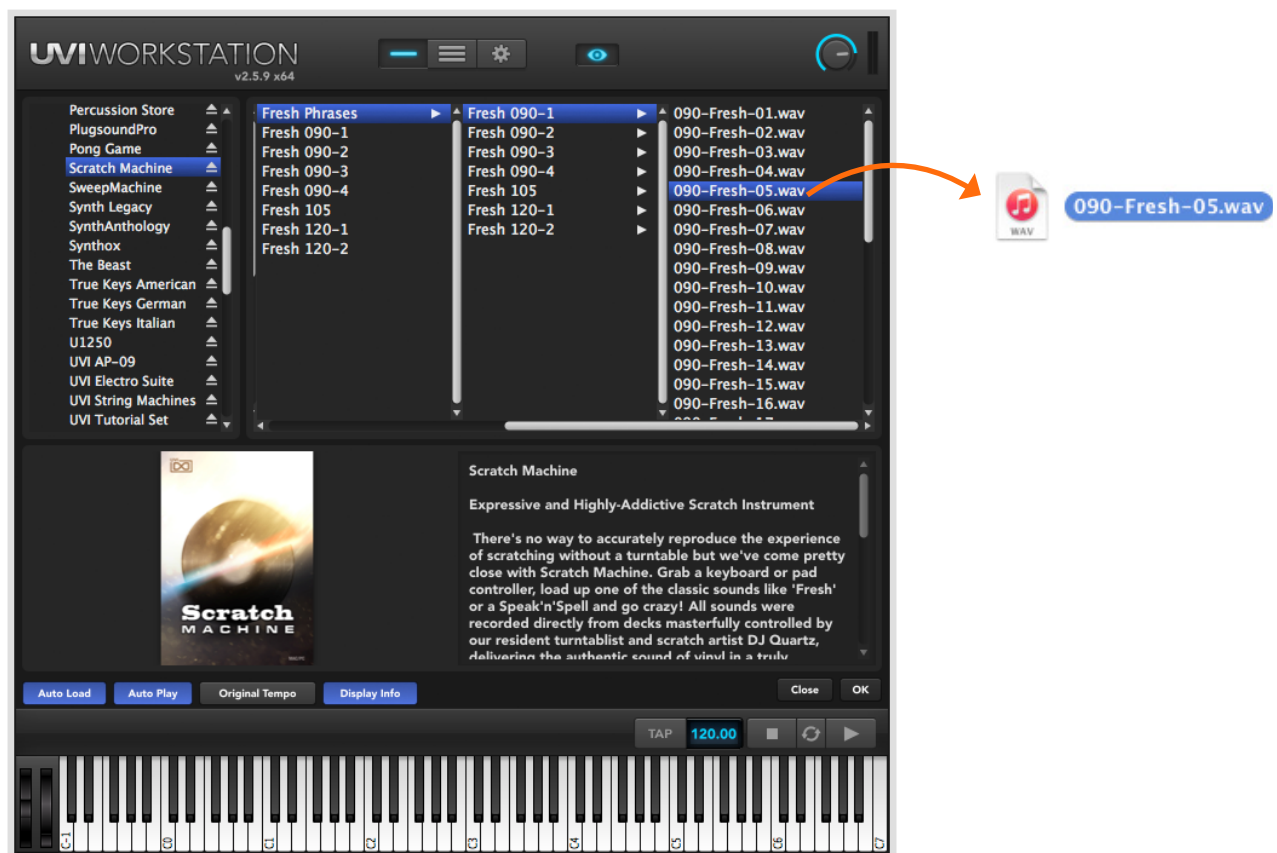 UVIWORKSTATION
v2.5.9 x64
Percussion Store
PlugsoundPro
Pong Game
Scratch Machine
SweepMachine
Synth Legacy
SynthAnthology
Synthox
The Beast
True Keys American
True Keys German
True Keys Italian
U1250
UVI AP-09
UVI Electro Suite
UVI String Machines
UVI Tutorial Set
Fresh Phrases
Fresh 090-1
Fresh 090-2
Fresh 090-3
Fresh 090-4
Fresh 105
Fresh 120-1
Fresh 120-2
Fresh 090-1
Fresh 090-2
Fresh 090-3
Fresh 090-4
Fresh 105
Fresh 120-1
Fresh 120-2
090-Fresh-01.wav
090-Fresh-02.wav
090-Fresh-03.wav
090-Fresh-04.wav
090-Fresh-05.wav
090-Fresh-06.wav
090-Fresh-07.wav
090-Fresh-08.wav
090-Fresh-09.wav
090-Fresh-10.wav
090-Fresh-11.wav
090-Fresh-12.wav
090-Fresh-13.wav
090-Fresh-14.wav
090-Fresh-15.wav
090-Fresh-16.wav
WAV
090-Fresh-05.wav
Scratch
MACHINE
Scratch Machine
Expressive and Highly-Addictive Scratch Instrument
There's no way to accurately reproduce the experience
of scratching without a turntable but we've come pretty
close with Scratch Machine. Grab a keyboard or pad
controller, load up one of the classic sounds like 'Fresh'
or a Speak'n'Spell and go crazy! All sounds were
recorded directly from decks masterfully controlled by
our resident turntablist and scratch artist DJ Quartz,
delivering the authentic sound of vinyl in a truly
Auto Load
Auto Play
Original Tempo
Display Info
Close
OK
TAP
120.00
C-1
C0
C1
C2
C3
C4
C5
C6
C7